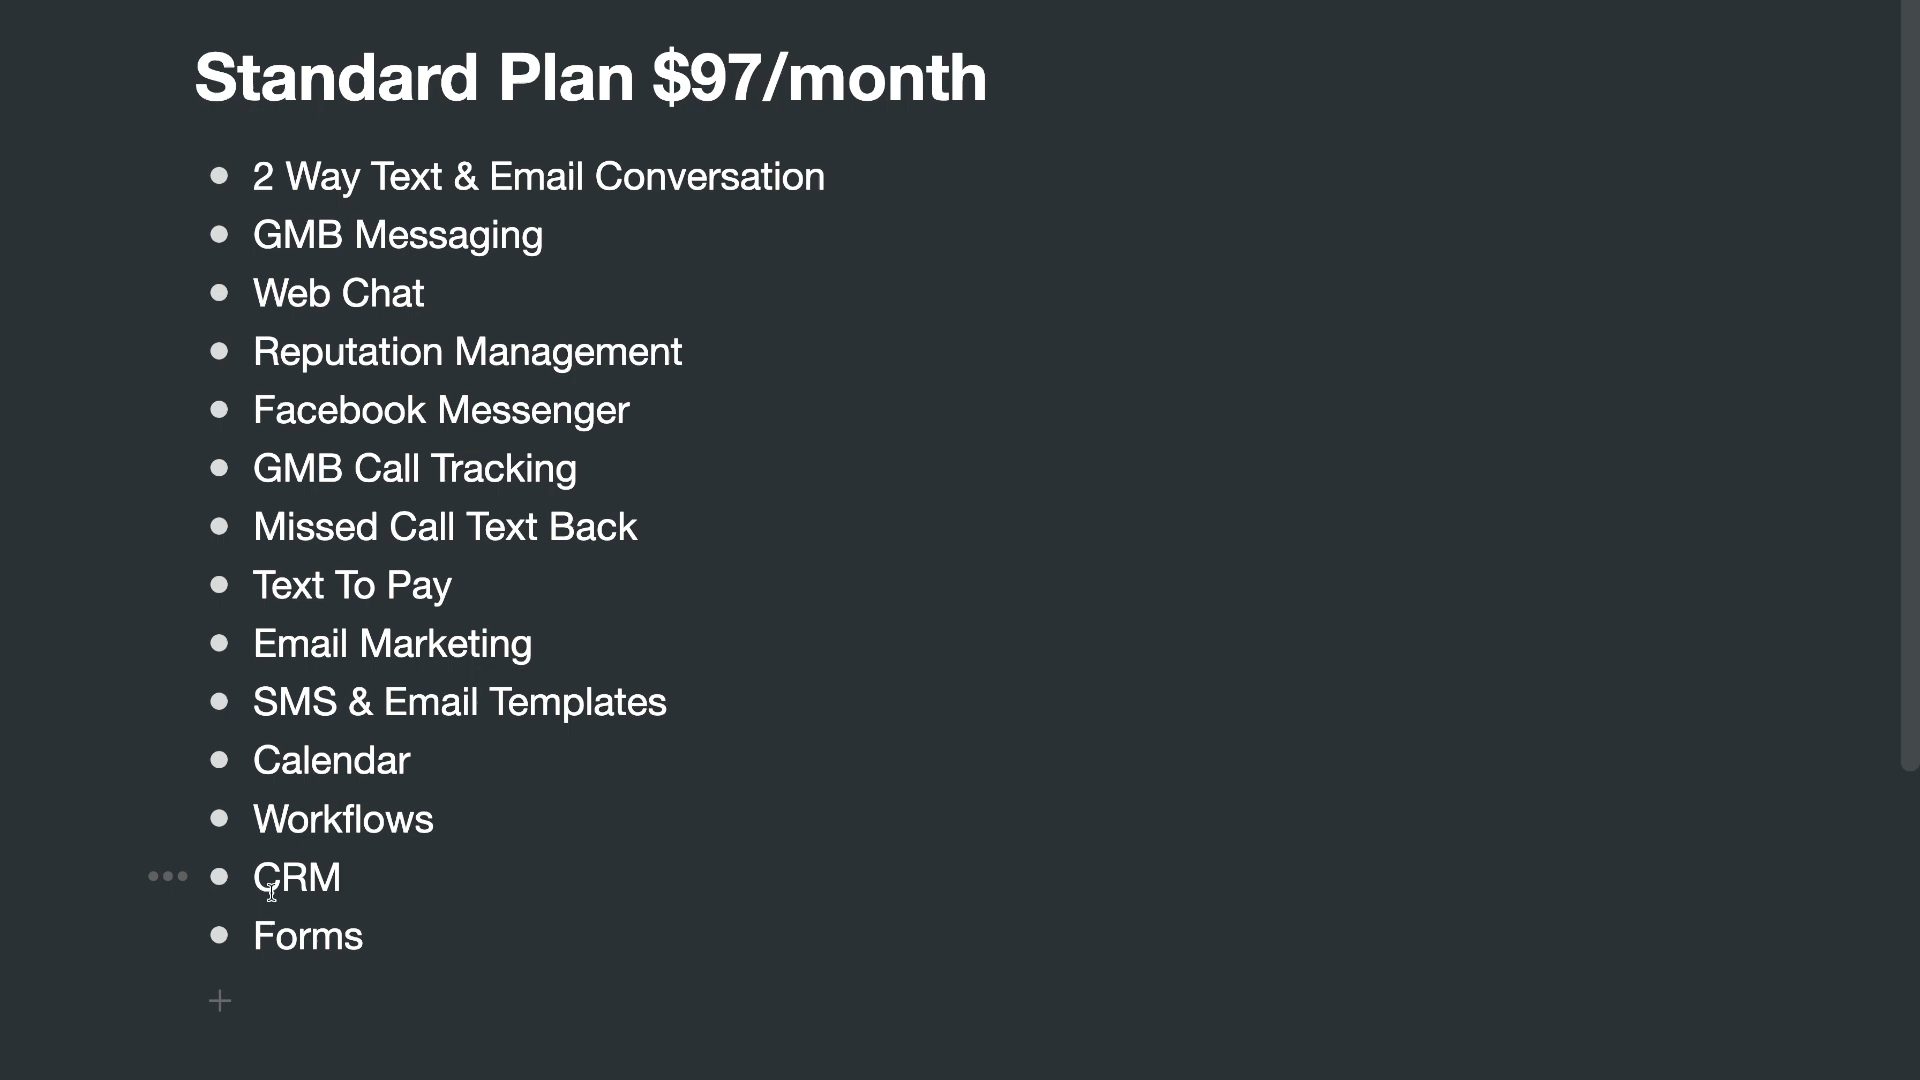 Standard Plan $97/month
2 Way Text & Email Conversation
GMB Messaging
Web Chat
Reputation Management
Facebook Messenger
GMB Call Tracking
Missed Call Text Back
Text To Pay
Email Marketing
SMS & Email Templates
Calendar
Workflows
CRM
Forms